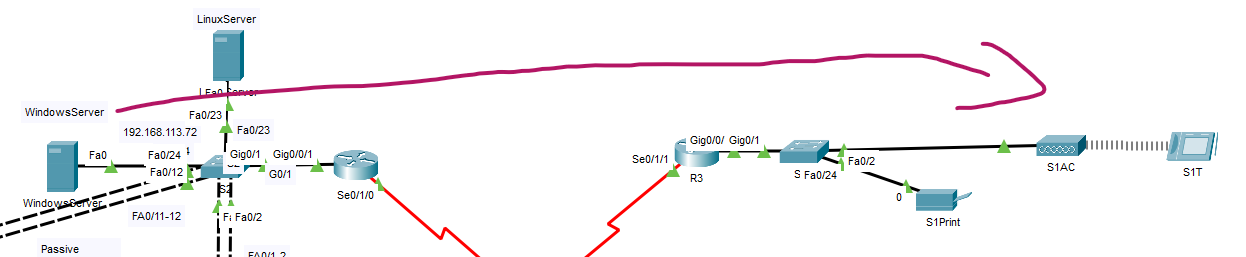 LinuxServer
Fa0
Server
WindowsServer
Fa0/23
Fa0/23
192.168.113.72
Fa0
Fa0/24
Fa0/12
Gig0/1
Gig0/0/1
G0/1
S2
Se0/1/0
WindowsServer
FA0/11-12
Fa0/2
Passive
FA0/1-2
Gig0/0/
Gig0/1
Se0/1/1
R3
S
Fa0/2
Fa0/24
0
S1Print
S1AC
S1T